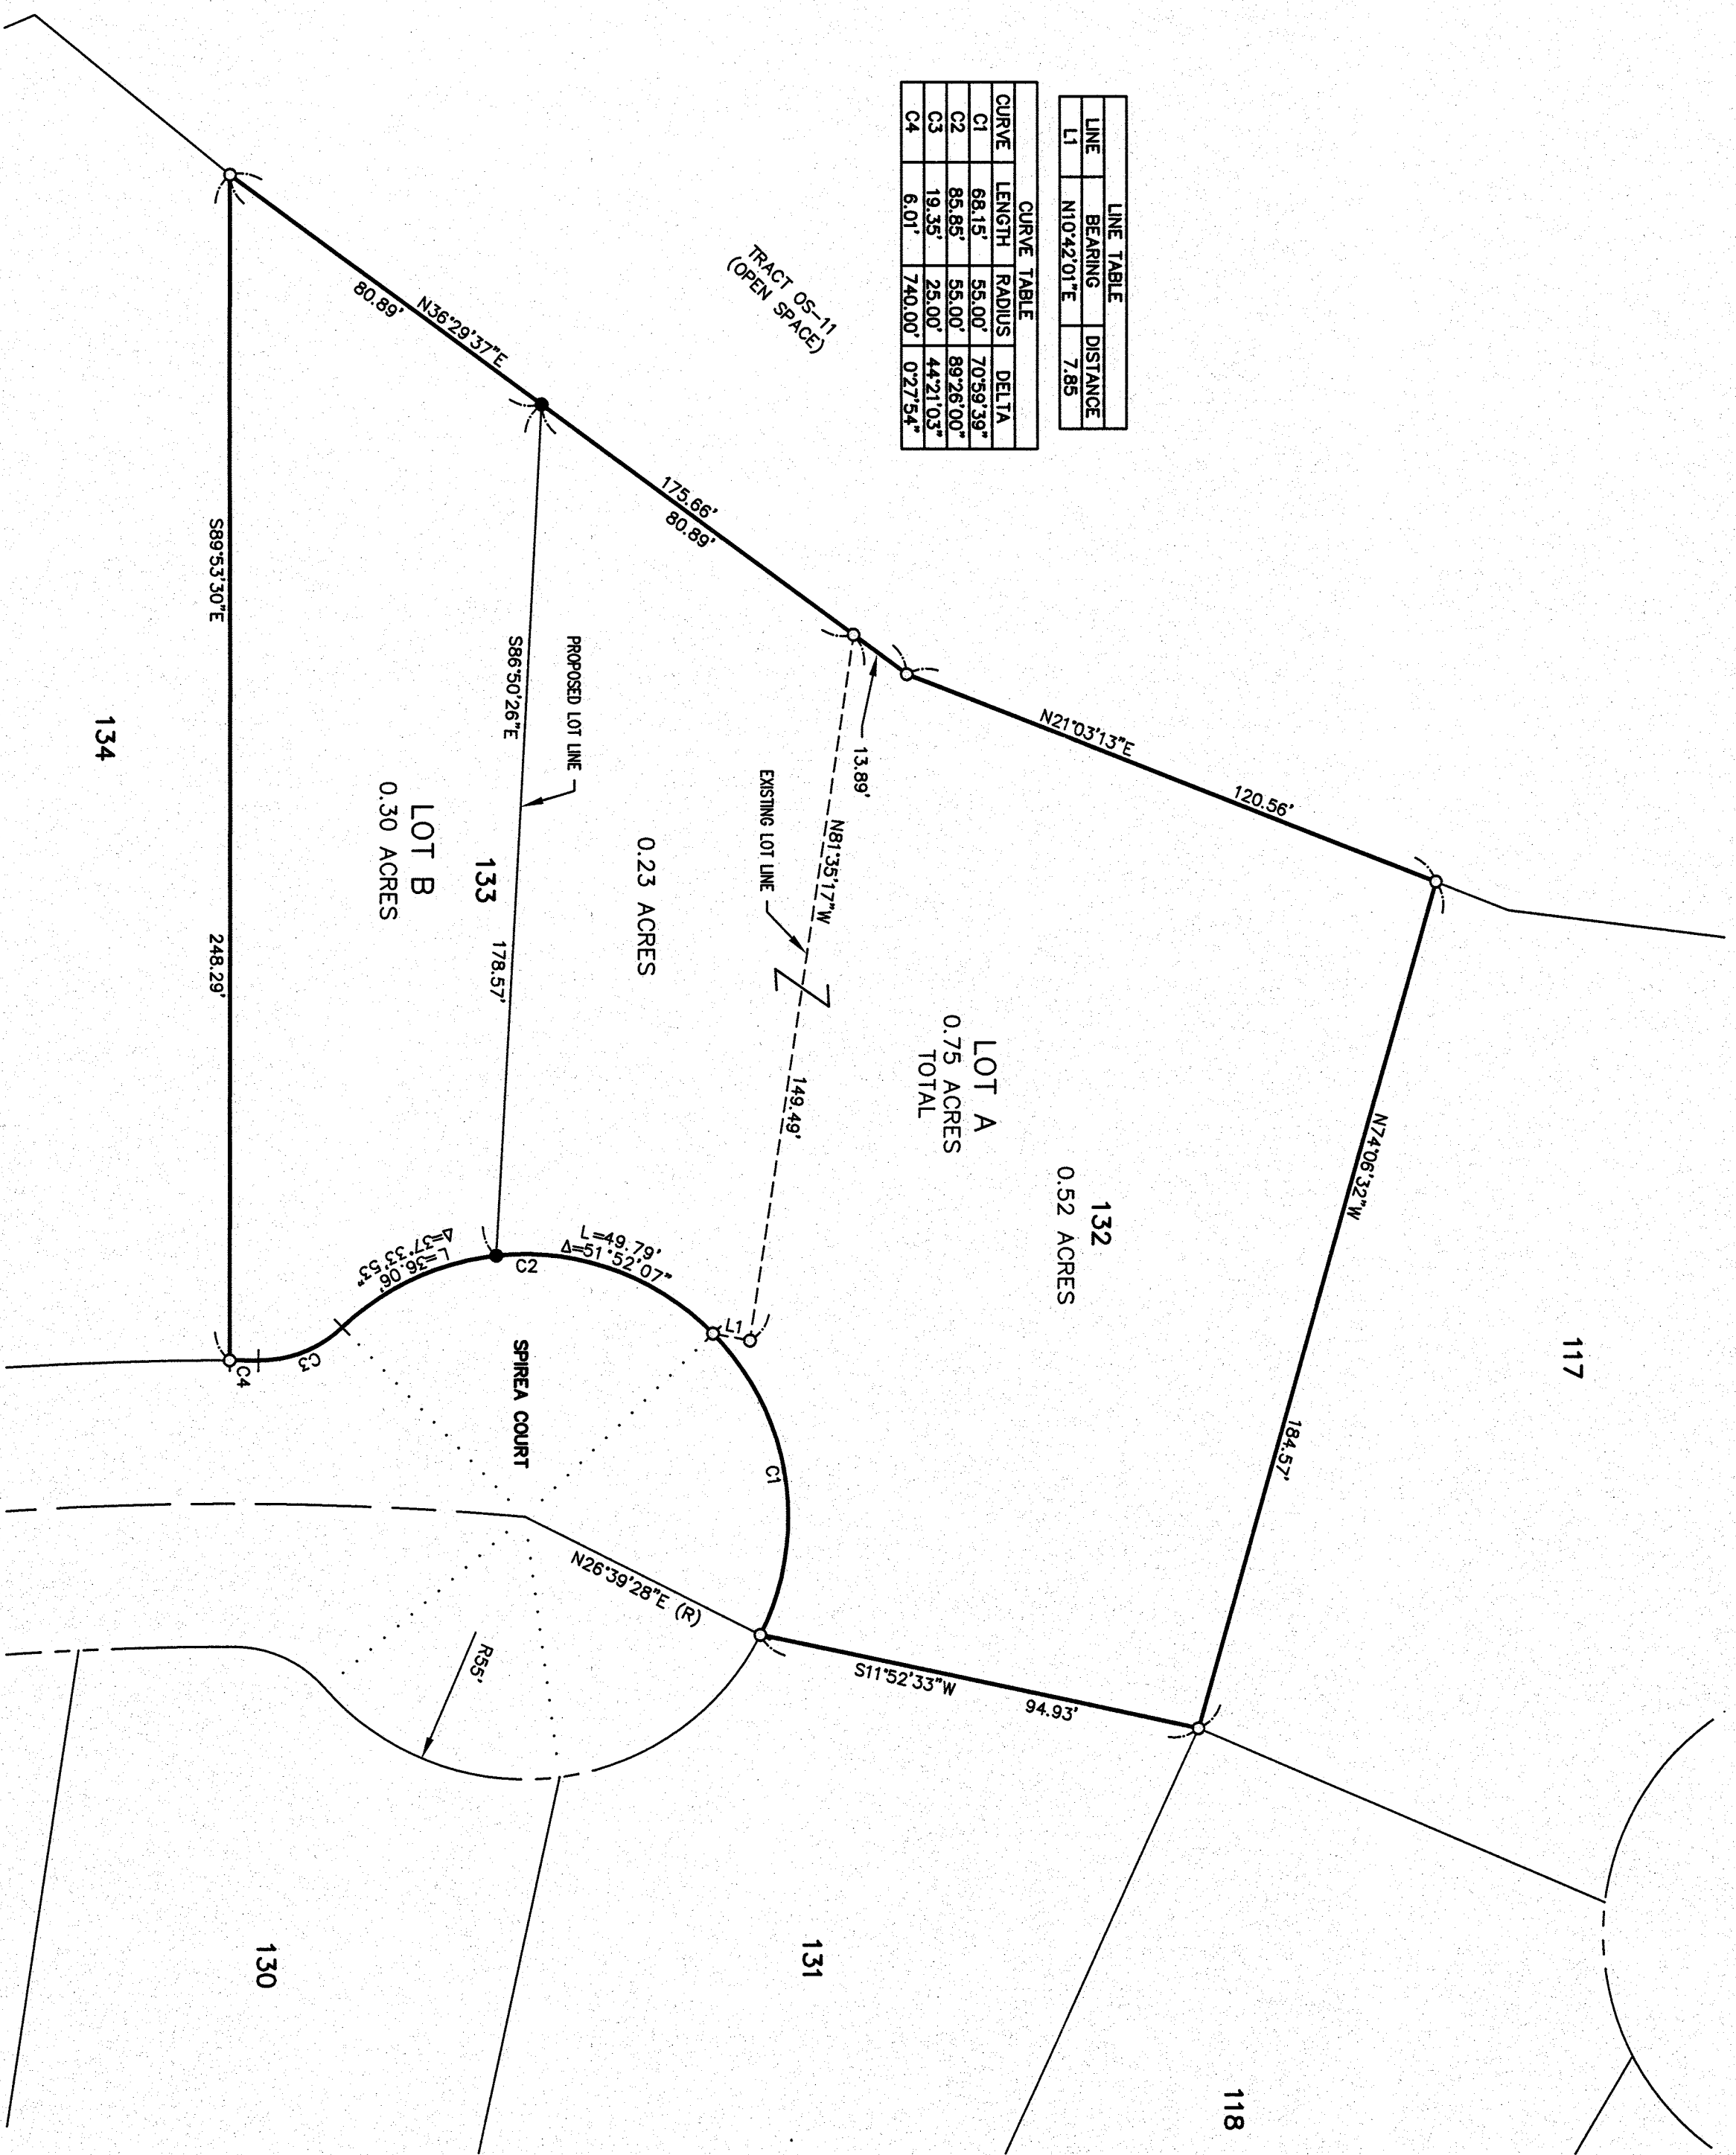 LINE TABLE
LINE BEARING DISTANCE
L1 N10°42'01"E 7.85
CURVE TABLE
CURVE LENGTH RADIUS DELTA
C1 68.15' 55.00' 70°59'39"
C2 85.85' 55.00' 89°26'00"
C3 19.35' 25.00' 44°21'03"
C4 6.01' 740.00' 0°27'54"
TRACT OS-11
(OPEN SPACE)
117
N74°06'32"W
184.57'
N21°03'13"E
120.56'
132
0.52 ACRES
LOT A
0.75 ACRES
TOTAL
118
S11°52'33"W
94.93'
13.89'
N81°35'17"W
149.49'
EXISTING LOT LINE
L1
C1
175.66'
80.89'
0.23 ACRES
131
L=49.79'
Δ=51°52'07"
C2
N26°39'28"E (R)
PROPOSED LOT LINE
S86°50'26"E
178.57'
SPIREA COURT
133
N36°29'37"E
80.89'
LOT B
0.30 ACRES
L=36.06'
Δ=37°33'53"
R55'
C3
C4
S89°53'30"E
248.29'
130
134